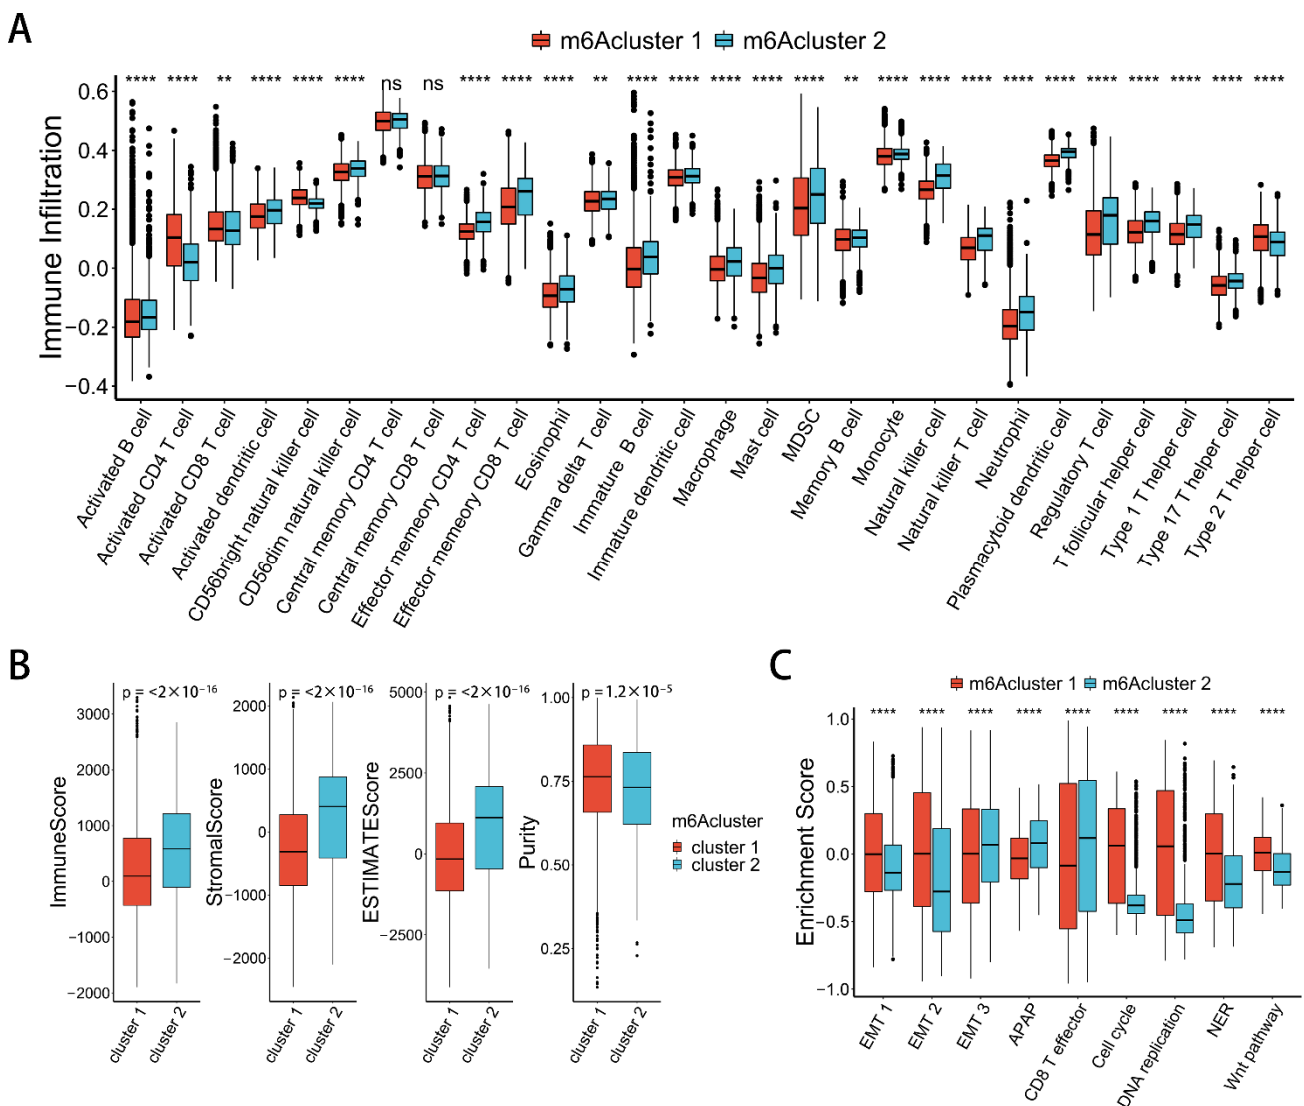 A
m6Acluster 1 m6Acluster 2
**** **** ** **** **** **** ns ns **** **** **** ** **** **** **** **** **** ** **** **** **** **** **** **** **** **** **** ****
Immune Infiltration
0.6
0.4
0.2
0.0
−0.2
−0.4
Activated B cell
Activated CD4 T cell
Activated CD8 T cell
Activated dendritic cell
CD56bright natural killer cell
CD56dim natural killer cell
Central memory CD4 T cell
Central memory CD8 T cell
Effector memeory CD4 T cell
Effector memeory CD8 T cell
Eosinophil
Gamma delta T cell
Immature B cell
Immature dendritic cell
Macrophage
Mast cell
MDSC
Memory B cell
Monocyte
Natural killer cell
Natural killer T cell
Neutrophil
Plasmacytoid dendritic cell
Regulatory T cell
T follicular helper cell
Type 1 T helper cell
Type 17 T helper cell
Type 2 T helper cell
B
p = <2×10⁻¹⁶
ImmuneScore
3000
2000
1000
0
−1000
−2000
cluster 1
cluster 2
p = <2×10⁻¹⁶
StromalScore
2000
1000
0
−1000
−2000
cluster 1
cluster 2
p = <2×10⁻¹⁶
ESTIMATEScore
5000
2500
0
−2500
cluster 1
cluster 2
p = 1.2×10⁻⁵
Purity
1.00
0.75
0.50
0.25
cluster 1
cluster 2
m6Acluster
cluster 1
cluster 2
C
m6Acluster 1 m6Acluster 2
**** **** **** **** **** **** **** **** ****
Enrichment Score
1.0
0.5
0.0
−0.5
−1.0
EMT 1
EMT 2
EMT 3
APAP
CD8 T effector
Cell cycle
DNA replication
NER
Wnt pathway